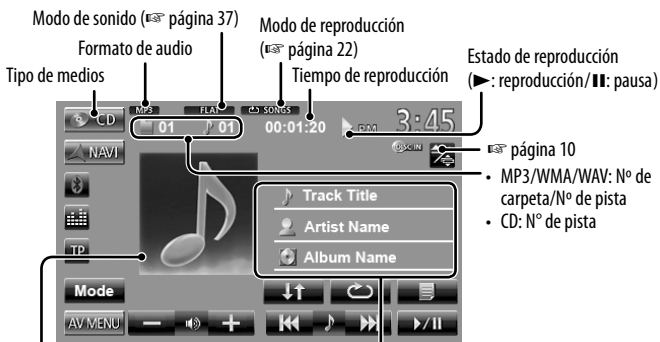 Modo de sonido (☞ página 37)
Modo de reproducción
(☞ página 22)
Formato de audio
Tipo de medios
Tiempo de reproducción
Estado de reproducción
(►: reproducción/⏸: pausa)
CD
MP3
FLAT
SONGS
01
01
00:01:20
PM
3:45
DISC IN
☞ página 10
• MP3/WMA/WAV: Nº de
carpeta/Nº de pista
• CD: N° de pista
NAVI
Track Title
Artist Name
Album Name
TP
Mode
AV MENU